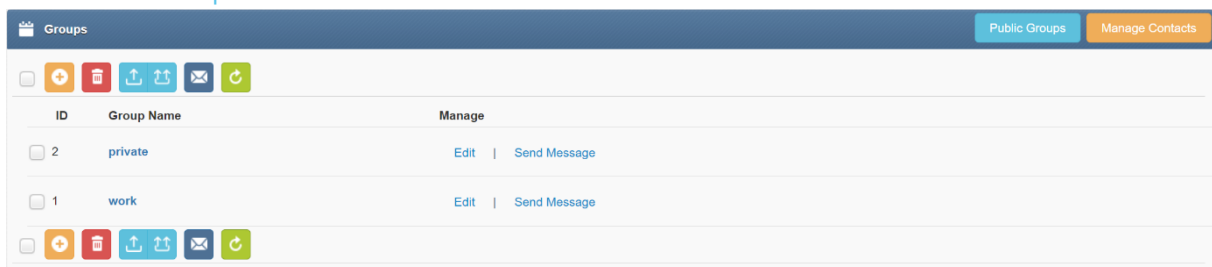 Groups Public Groups Manage Contacts
ID Group Name Manage
2 private Edit | Send Message
1 work Edit | Send Message